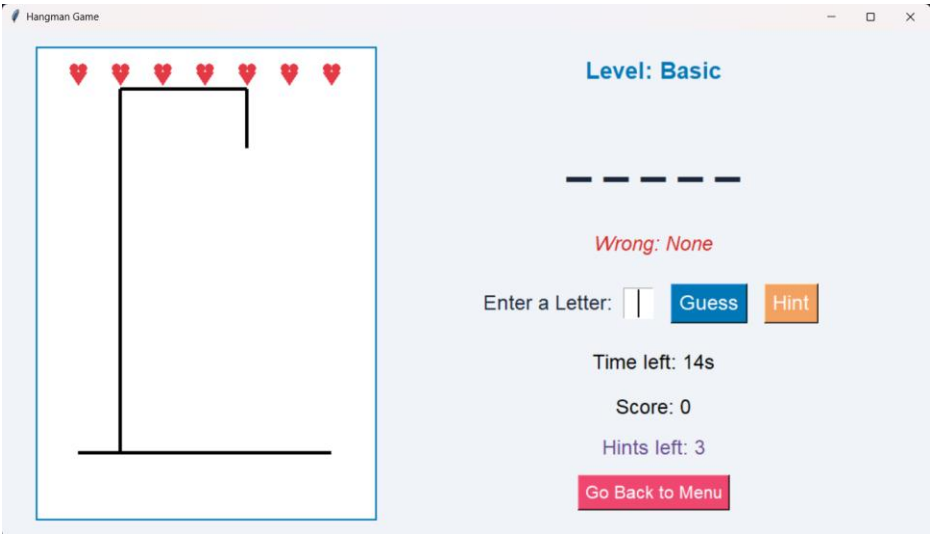 Hangman Game
Level: Basic
_ _ _ _ _
Wrong: None
Enter a Letter: Guess Hint
Time left: 14s
Score: 0
Hints left: 3
Go Back to Menu